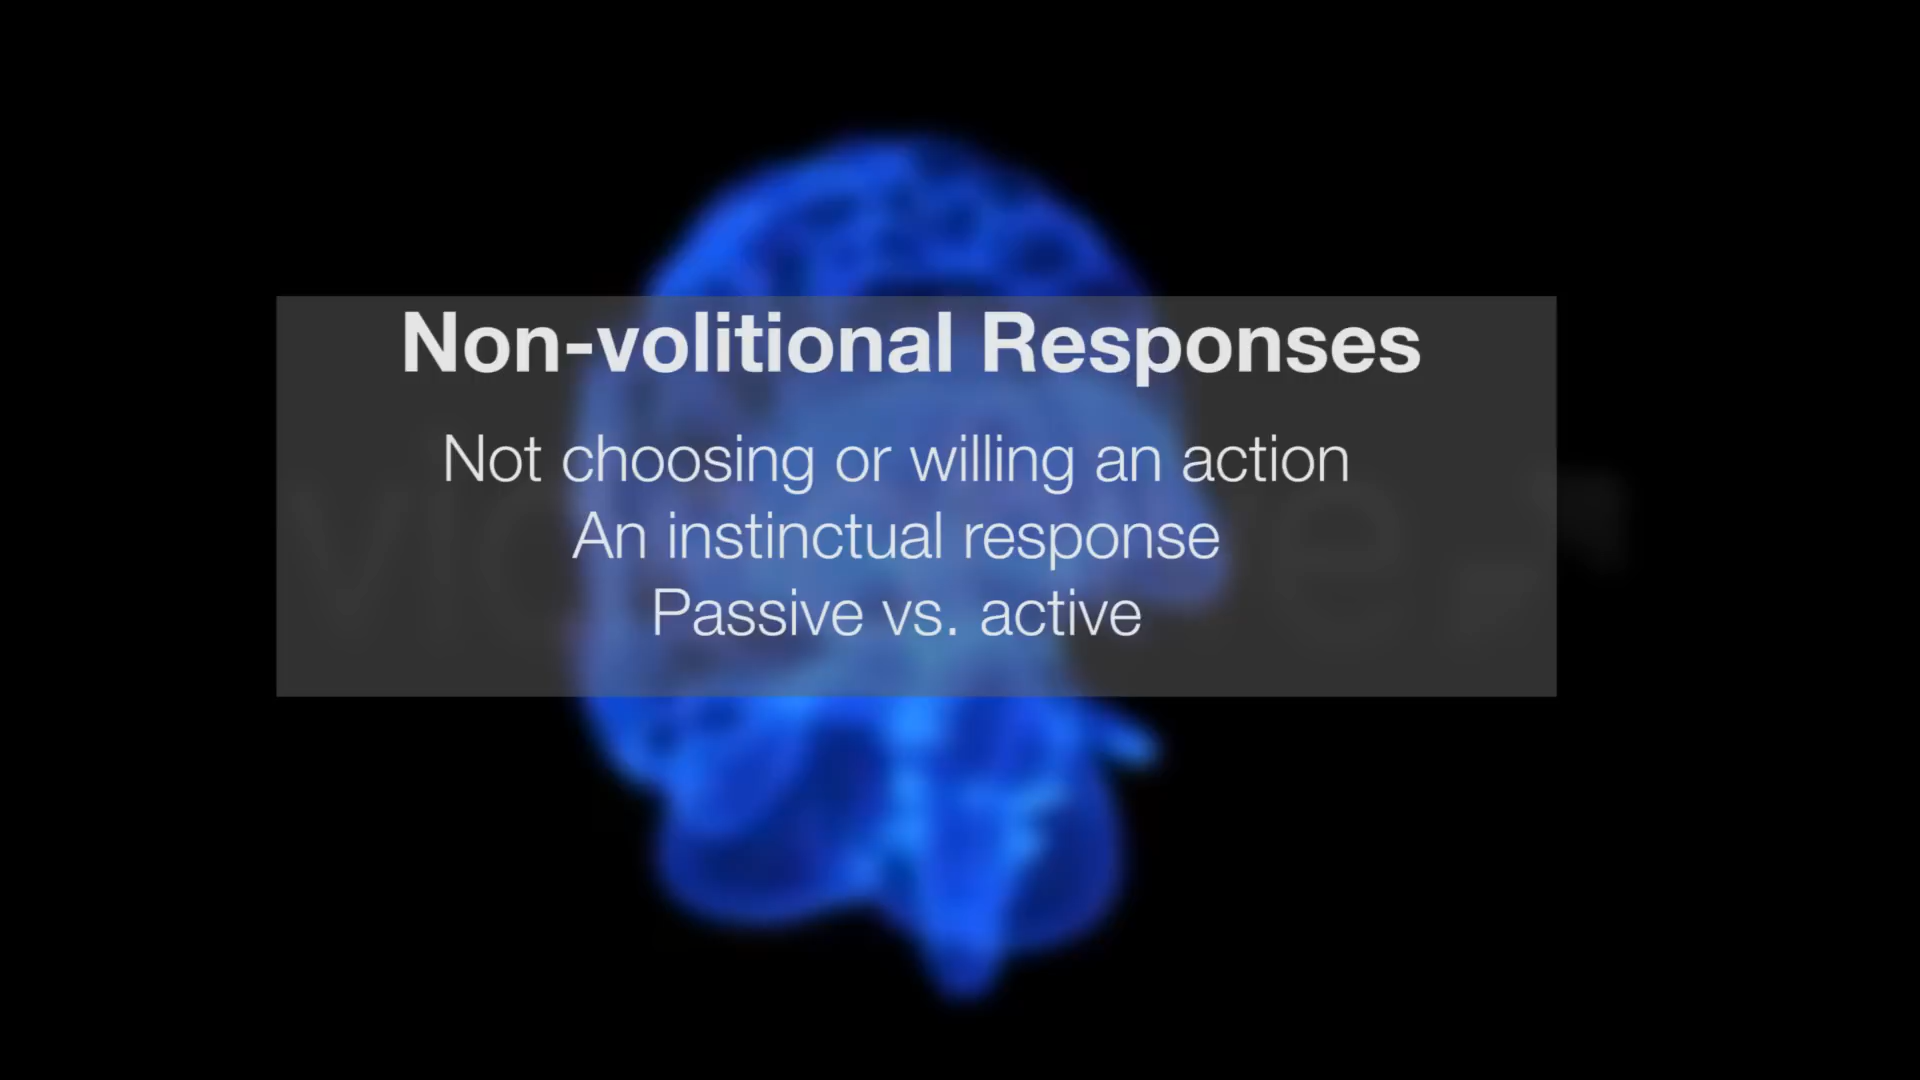 Non-volitional Responses
Not choosing or willing an action
An instinctual response
Passive vs. active